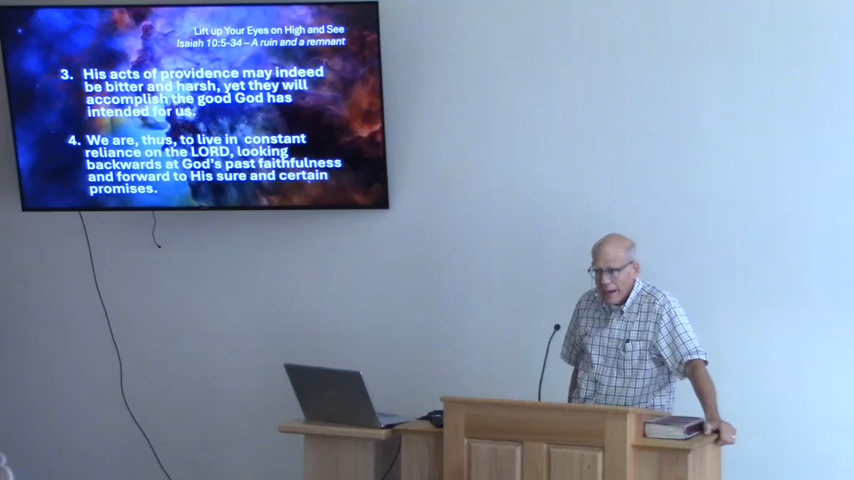 Lift up Your Eyes on High and See
Isaiah 10:5-34 – A ruin and a remnant
3. His acts of providence may indeed
be bitter and harsh, yet they will
accomplish the good God has
intended for us.
4. We are, thus, to live in constant
reliance on the LORD, looking
backwards at God's past faithfulness
and forward to His sure and certain
promises.